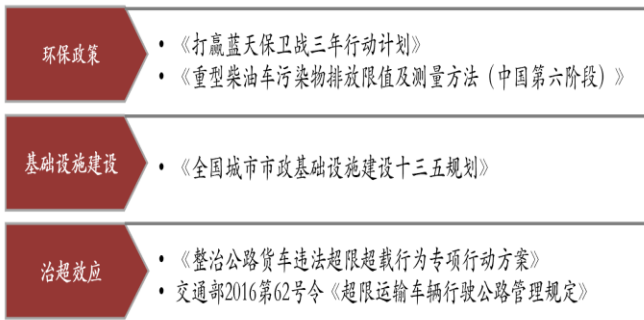 环保政策
• 《打赢蓝天保卫战三年行动计划》
• 《重型柴油车污染物排放限值及测量方法（中国第六阶段）》
基础设施建设
• 《全国城市市政基础设施建设十三五规划》
治超效应
• 《整治公路货车违法超限超载行为专项行动方案》
• 交通部2016第62号令《超限运输车辆行驶公路管理规定》